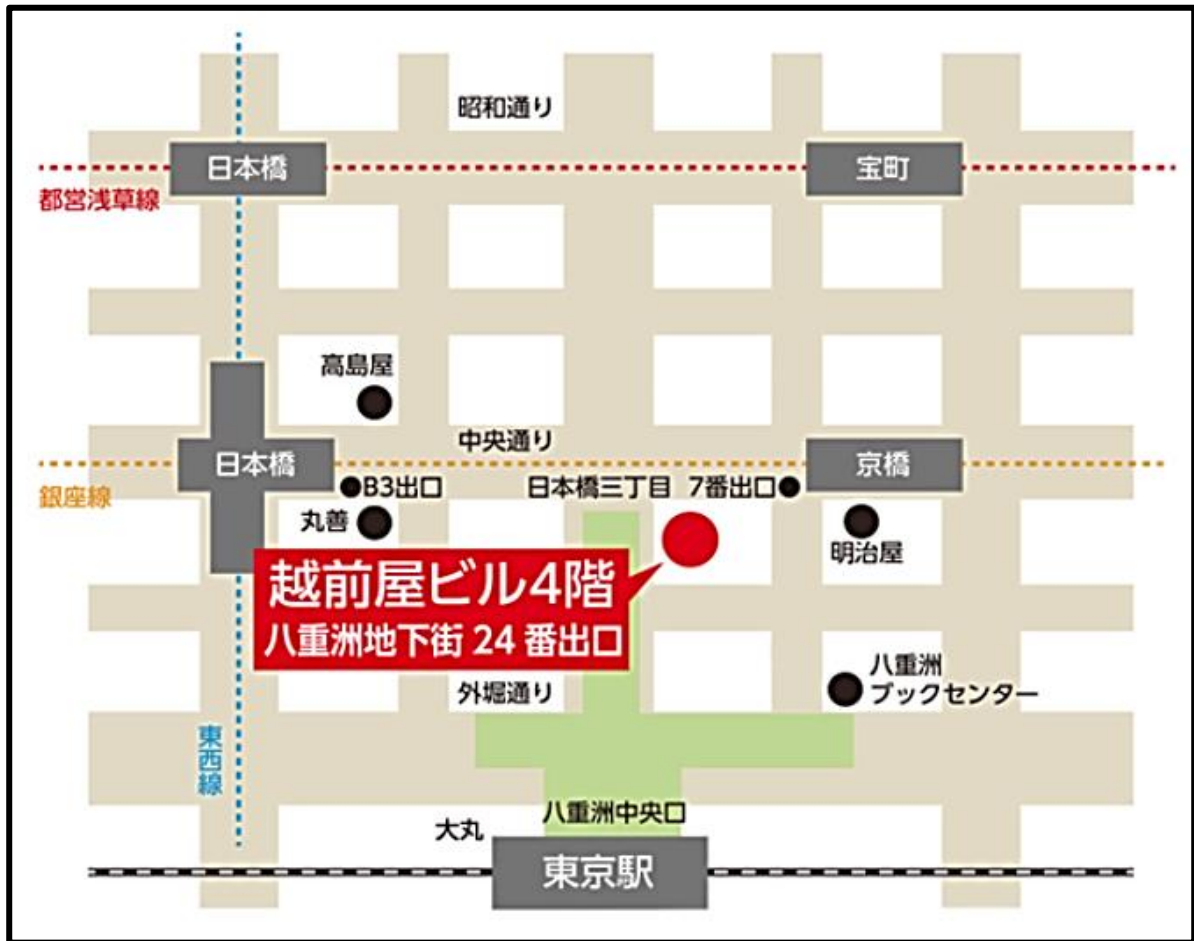 昭和通り
日本橋
宝町
都営浅草線
高島屋
中央通り
日本橋
京橋
銀座線
B3出口
日本橋三丁目 7番出口
丸善
明治屋
越前屋ビル4階
八重洲地下街 24 番出口
外堀通り
八重洲
ブックセンター
東西線
大丸
八重洲中央口
東京駅